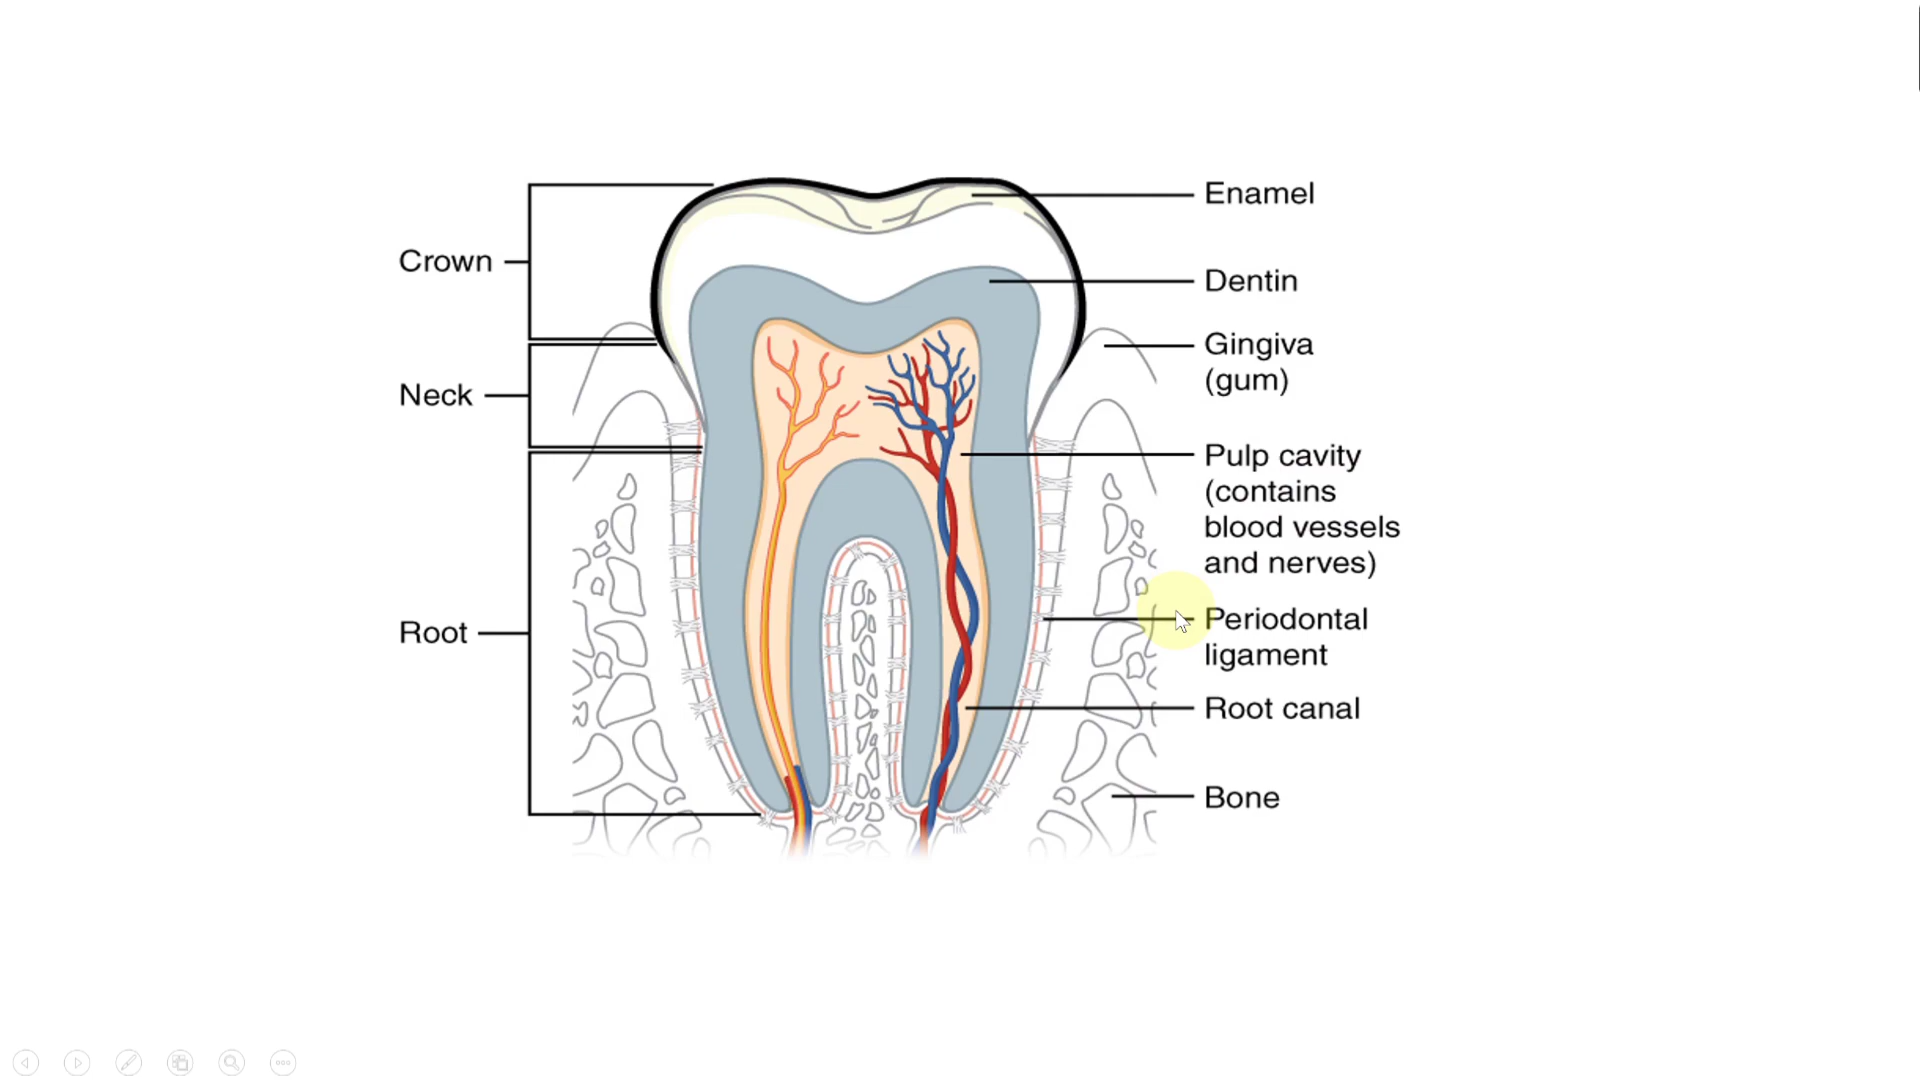 Crown
Neck
Root
Enamel
Dentin
Gingiva
(gum)
Pulp cavity
(contains
blood vessels
and nerves)
Periodontal
ligament
Root canal
Bone